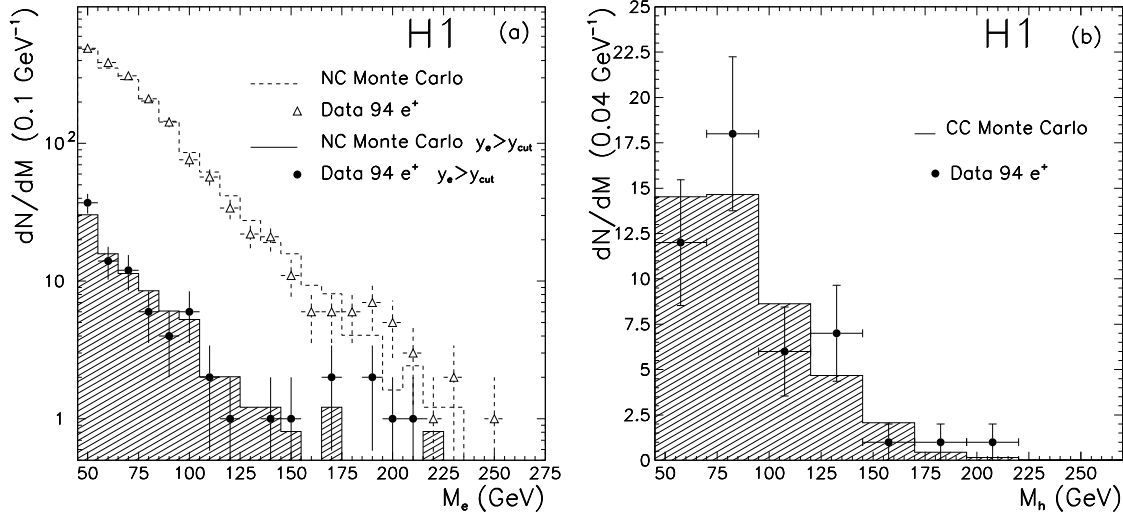 H1 (a)
dN/dM (0.1 GeV⁻¹)
NC Monte Carlo
Data 94 e⁺
NC Monte Carlo yₑ>y_cut
Data 94 e⁺ yₑ>y_cut
10²
10
1
50 75 100 125 150 175 200 225 250 275
Mₑ (GeV)
H1 (b)
dN/dM (0.04 GeV⁻¹)
CC Monte Carlo
Data 94 e⁺
25
22.5
20
17.5
15
12.5
10
7.5
5
2.5
0
50 75 100 125 150 175 200 225 250
Mₕ (GeV)